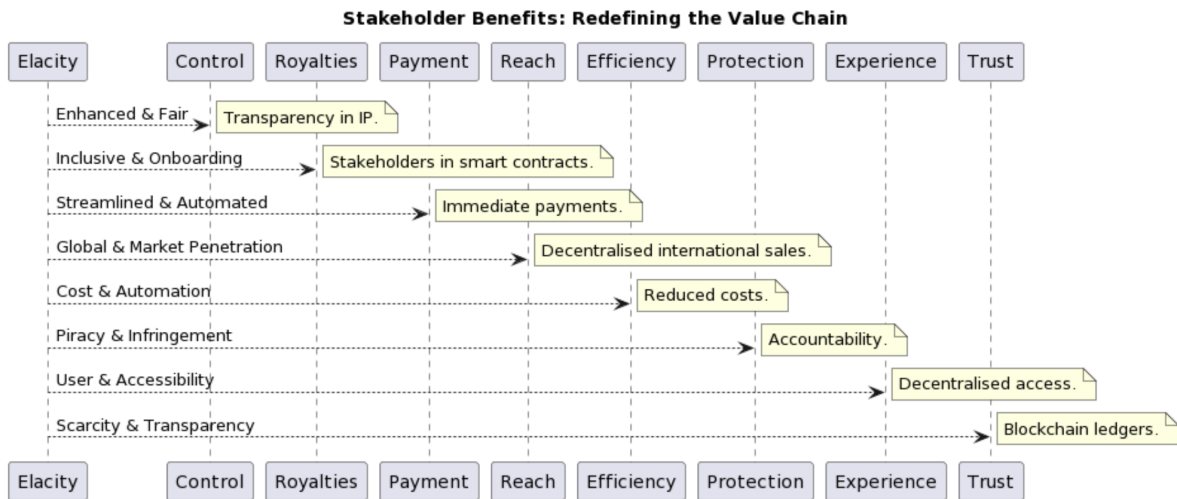 Stakeholder Benefits: Redefining the Value Chain
Elacity Control Royalties Payment Reach Efficiency Protection Experience Trust
Enhanced & Fair Transparency in IP.
Inclusive & Onboarding Stakeholders in smart contracts.
Streamlined & Automated Immediate payments.
Global & Market Penetration Decentralised international sales.
Cost & Automation Reduced costs.
Piracy & Infringement Accountability.
User & Accessibility Decentralised access.
Scarcity & Transparency Blockchain ledgers.
Elacity Control Royalties Payment Reach Efficiency Protection Experience Trust